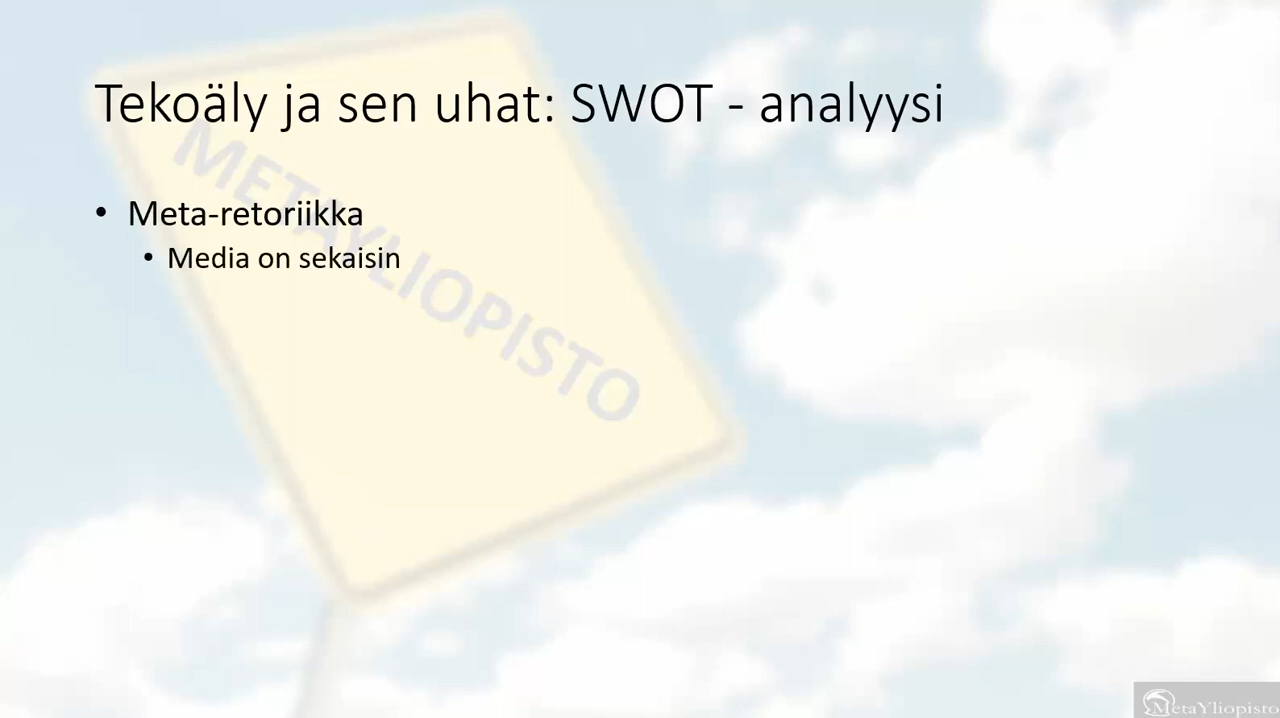 Tekoäly ja sen uhat: SWOT - analyysi
• Meta-retoriikka
• Media on sekaisin
METAYLIOPISTO
MetaYliopisto